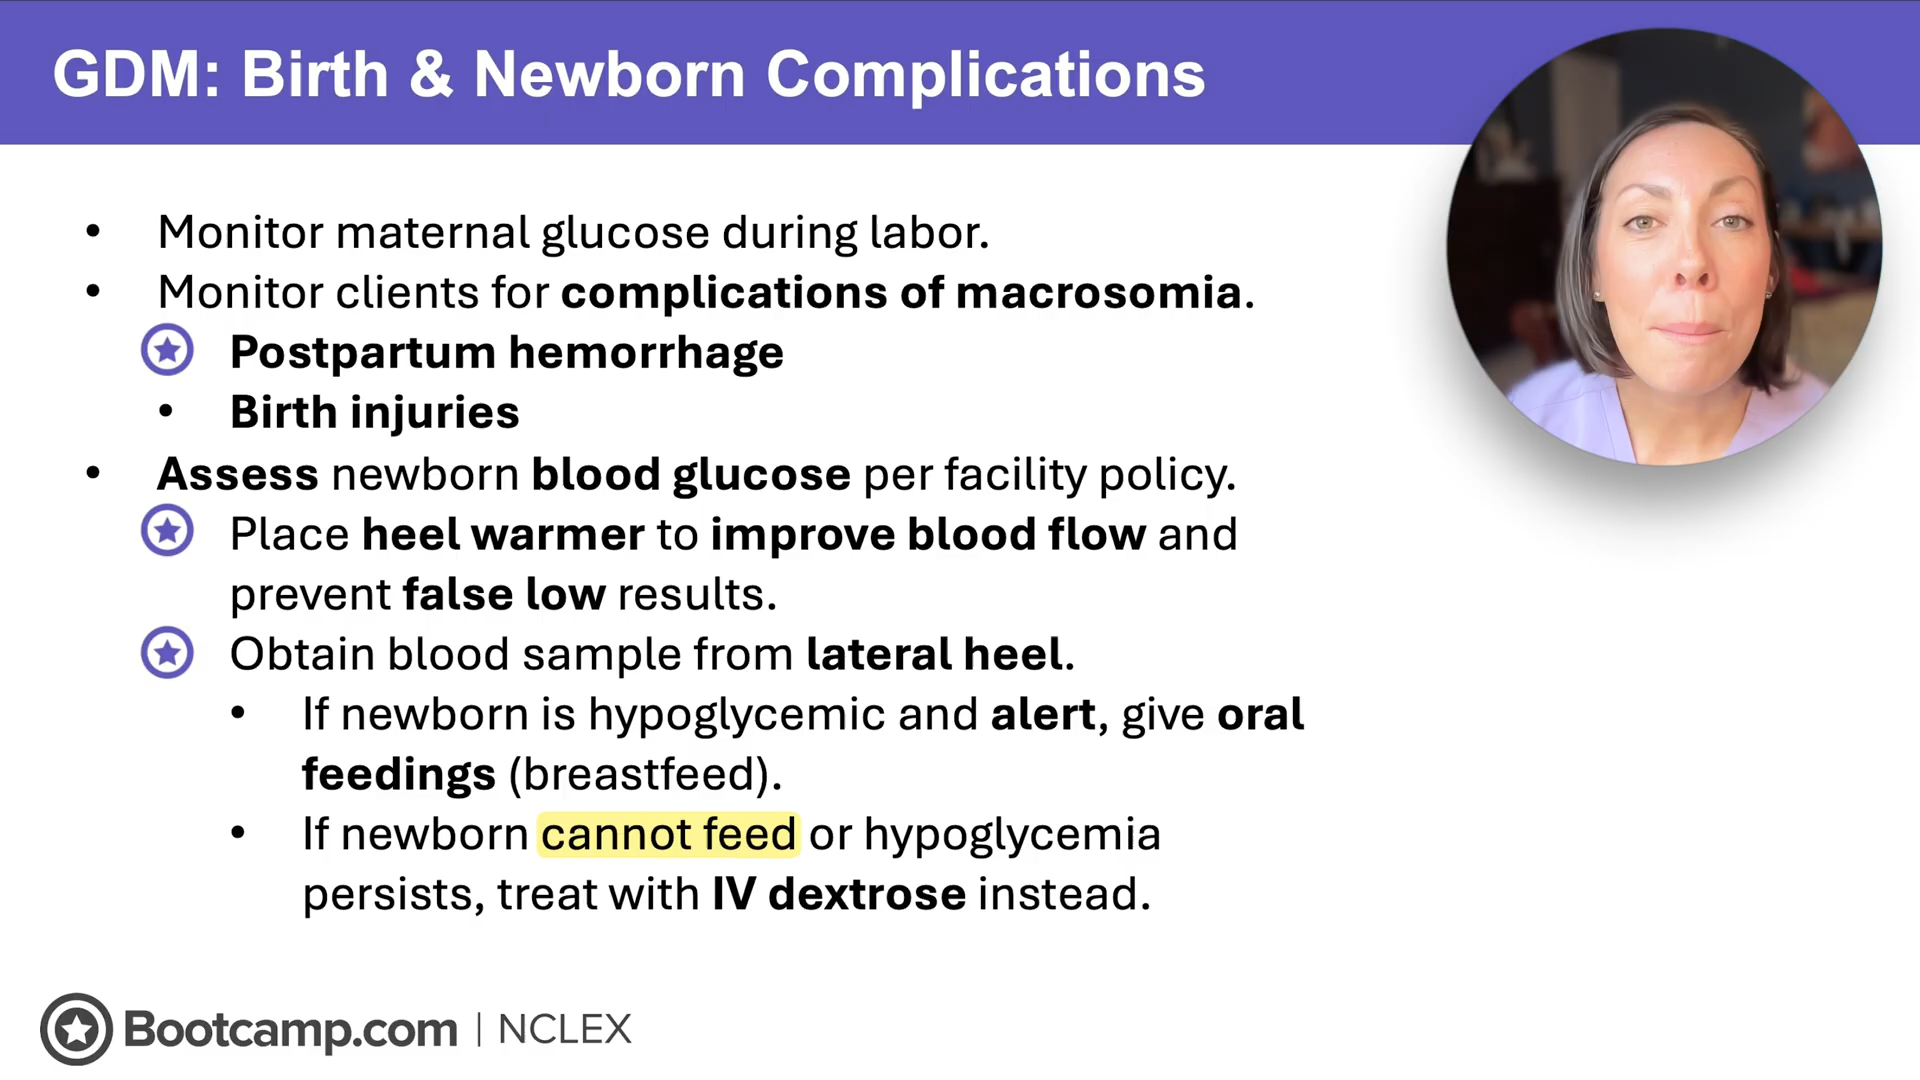 GDM: Birth & Newborn Complications
• Monitor maternal glucose during labor.
• Monitor clients for complications of macrosomia.
Postpartum hemorrhage
• Birth injuries
• Assess newborn blood glucose per facility policy.
Place heel warmer to improve blood flow and
prevent false low results.
Obtain blood sample from lateral heel.
• If newborn is hypoglycemic and alert, give oral
feedings (breastfeed).
• If newborn cannot feed or hypoglycemia
persists, treat with IV dextrose instead.
Bootcamp.com | NCLEX